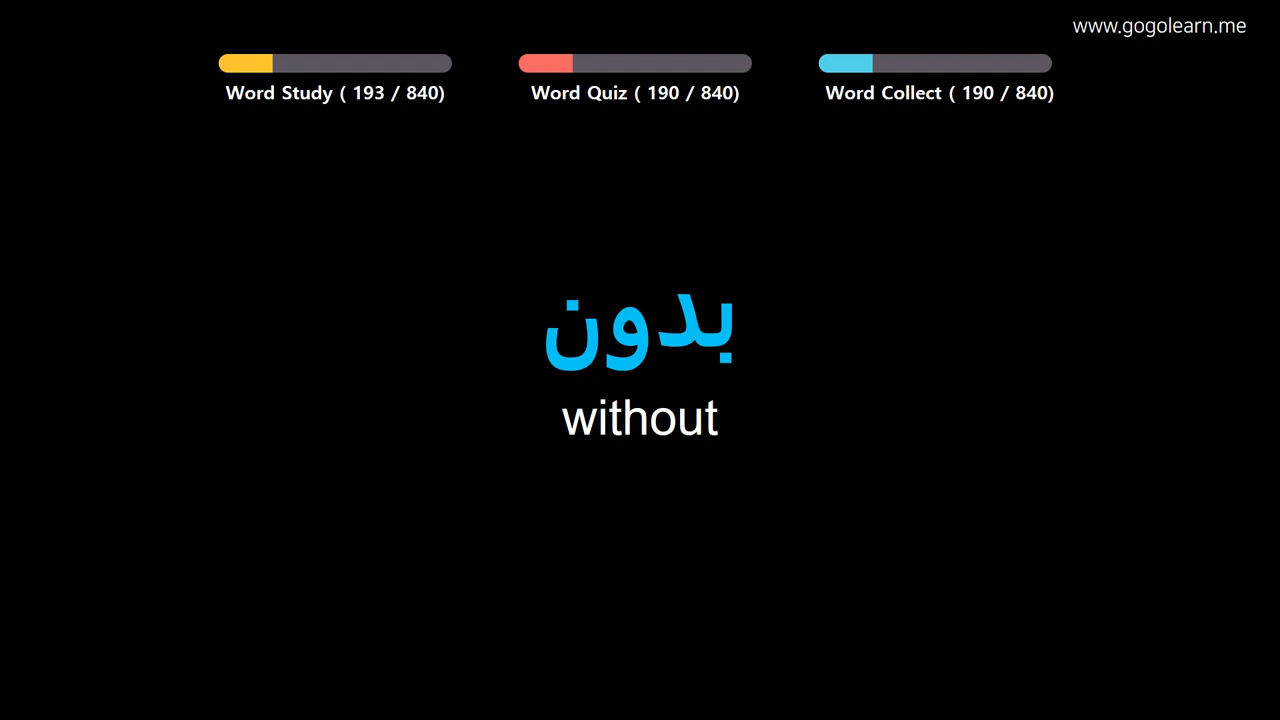 www.gogolearn.me
Word Study ( 193 / 840)
Word Quiz ( 190 / 840)
Word Collect ( 190 / 840)
بدون
without